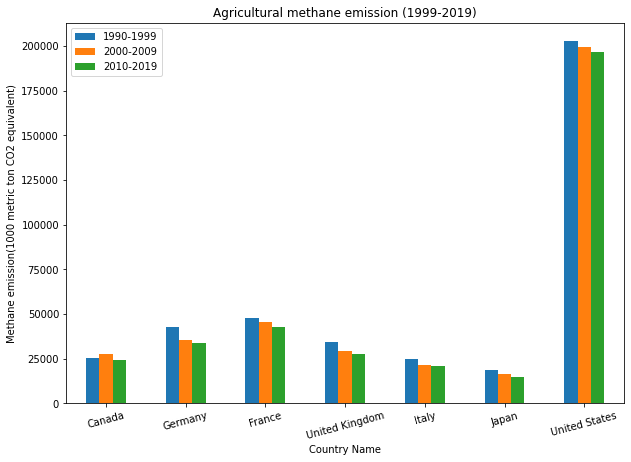 Agricultural methane emission (1999-2019)
1990-1999
2000-2009
2010-2019
Methane emission(1000 metric ton CO2 equivalent)
200000
175000
150000
125000
100000
75000
50000
25000
0
Canada
Germany
France
United Kingdom
Italy
Japan
United States
Country Name